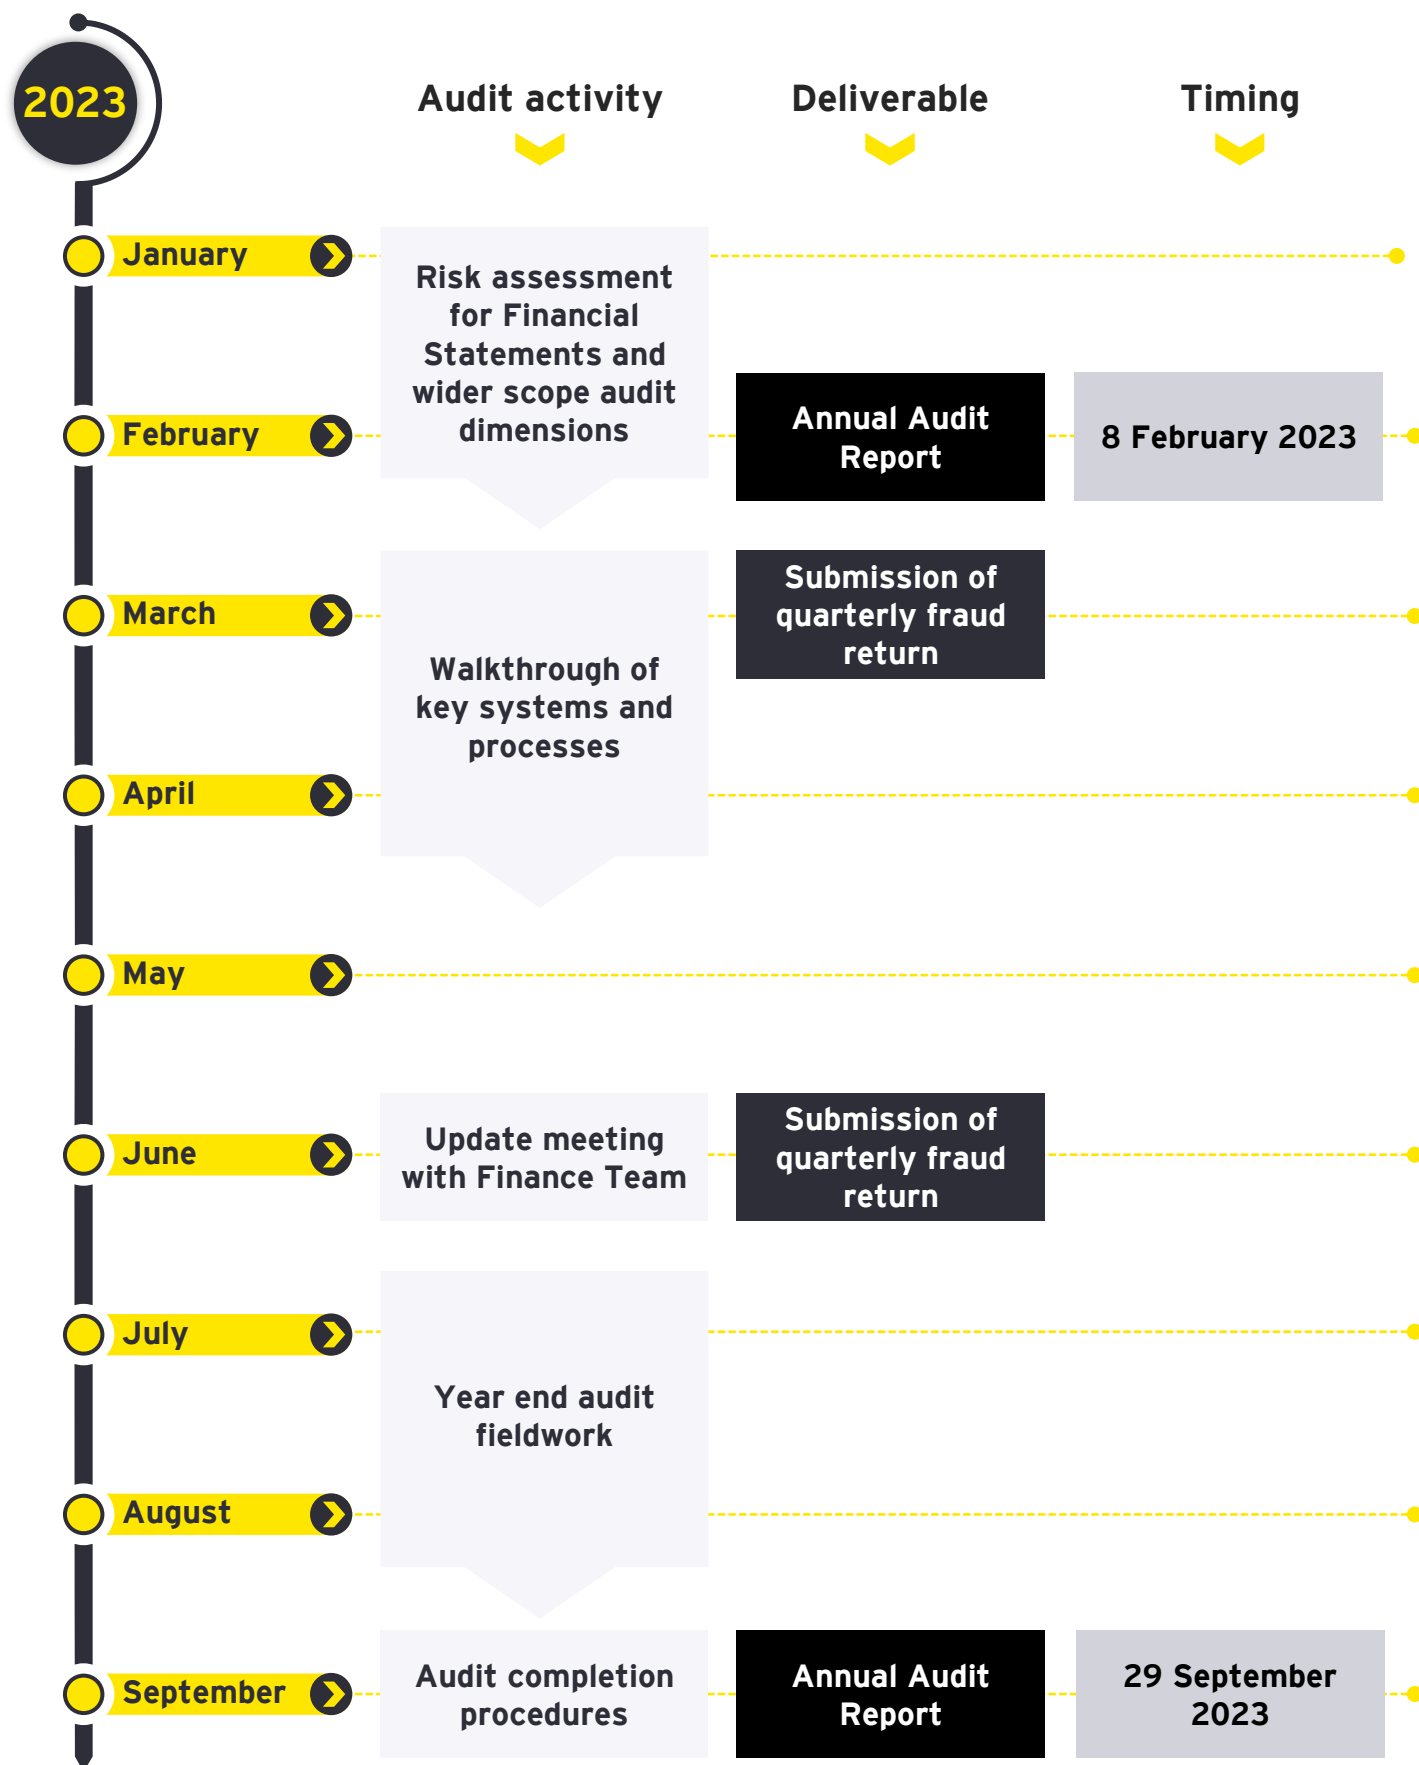 2023
Audit activity
Deliverable
Timing
January
Risk assessment
for Financial
Statements and
wider scope audit
dimensions
February
Annual Audit
Report
8 February 2023
March
Submission of
quarterly fraud
return
Walkthrough of
key systems and
processes
April
May
June
Update meeting
with Finance Team
Submission of
quarterly fraud
return
July
Year end audit
fieldwork
August
September
Audit completion
procedures
Annual Audit
Report
29 September
2023